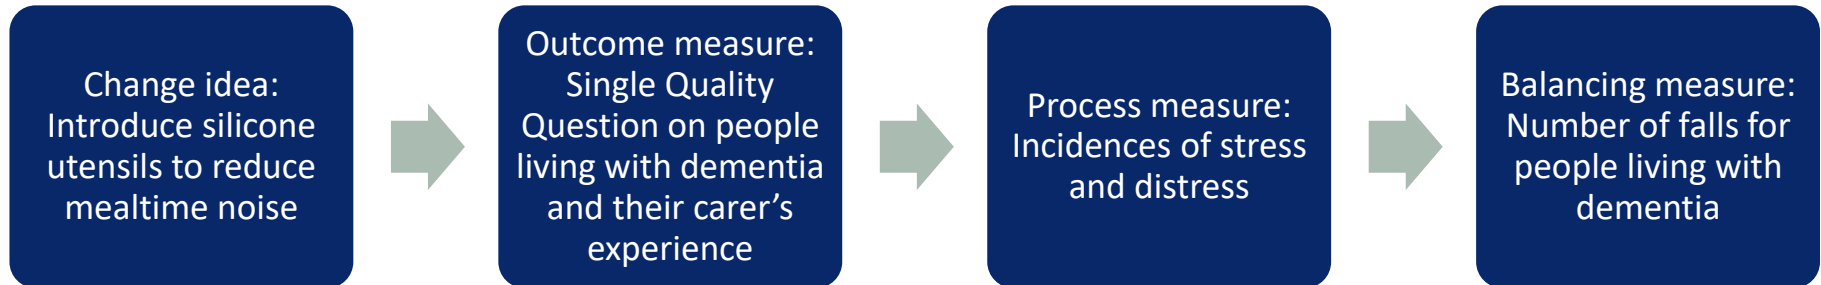 Change idea:
Introduce silicone
utensils to reduce
mealtime noise
Outcome measure:
Single Quality
Question on people
living with dementia
and their carer’s
experience
Process measure:
Incidences of stress
and distress
Balancing measure:
Number of falls for
people living with
dementia